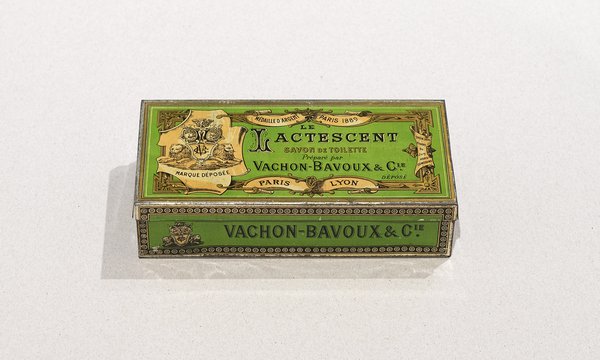 MÉDAILLE D'ARGENT PARIS 1889
LE
LACTESCENT
SAVON DE TOILETTE
Préparé par
VACHON-BAVOUX & CIE
DÉPOSÉ
MARQUE DÉPOSÉE
PARIS LYON
VACHON-BAVOUX & CIE